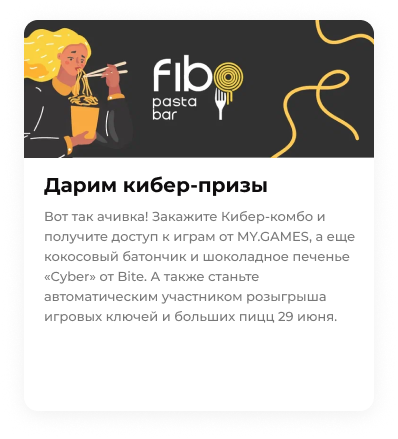 fibo
pasta
bar
Дарим кибер-призы
Вот так ачивка! Закажите Кибер-комбо и
получите доступ к играм от MY.GAMES, а еще
кокосовый батончик и шоколадное печенье
«Cyber» от Bite. А также станьте
автоматическим участником розыгрыша
игровых ключей и больших пицц 29 июня.